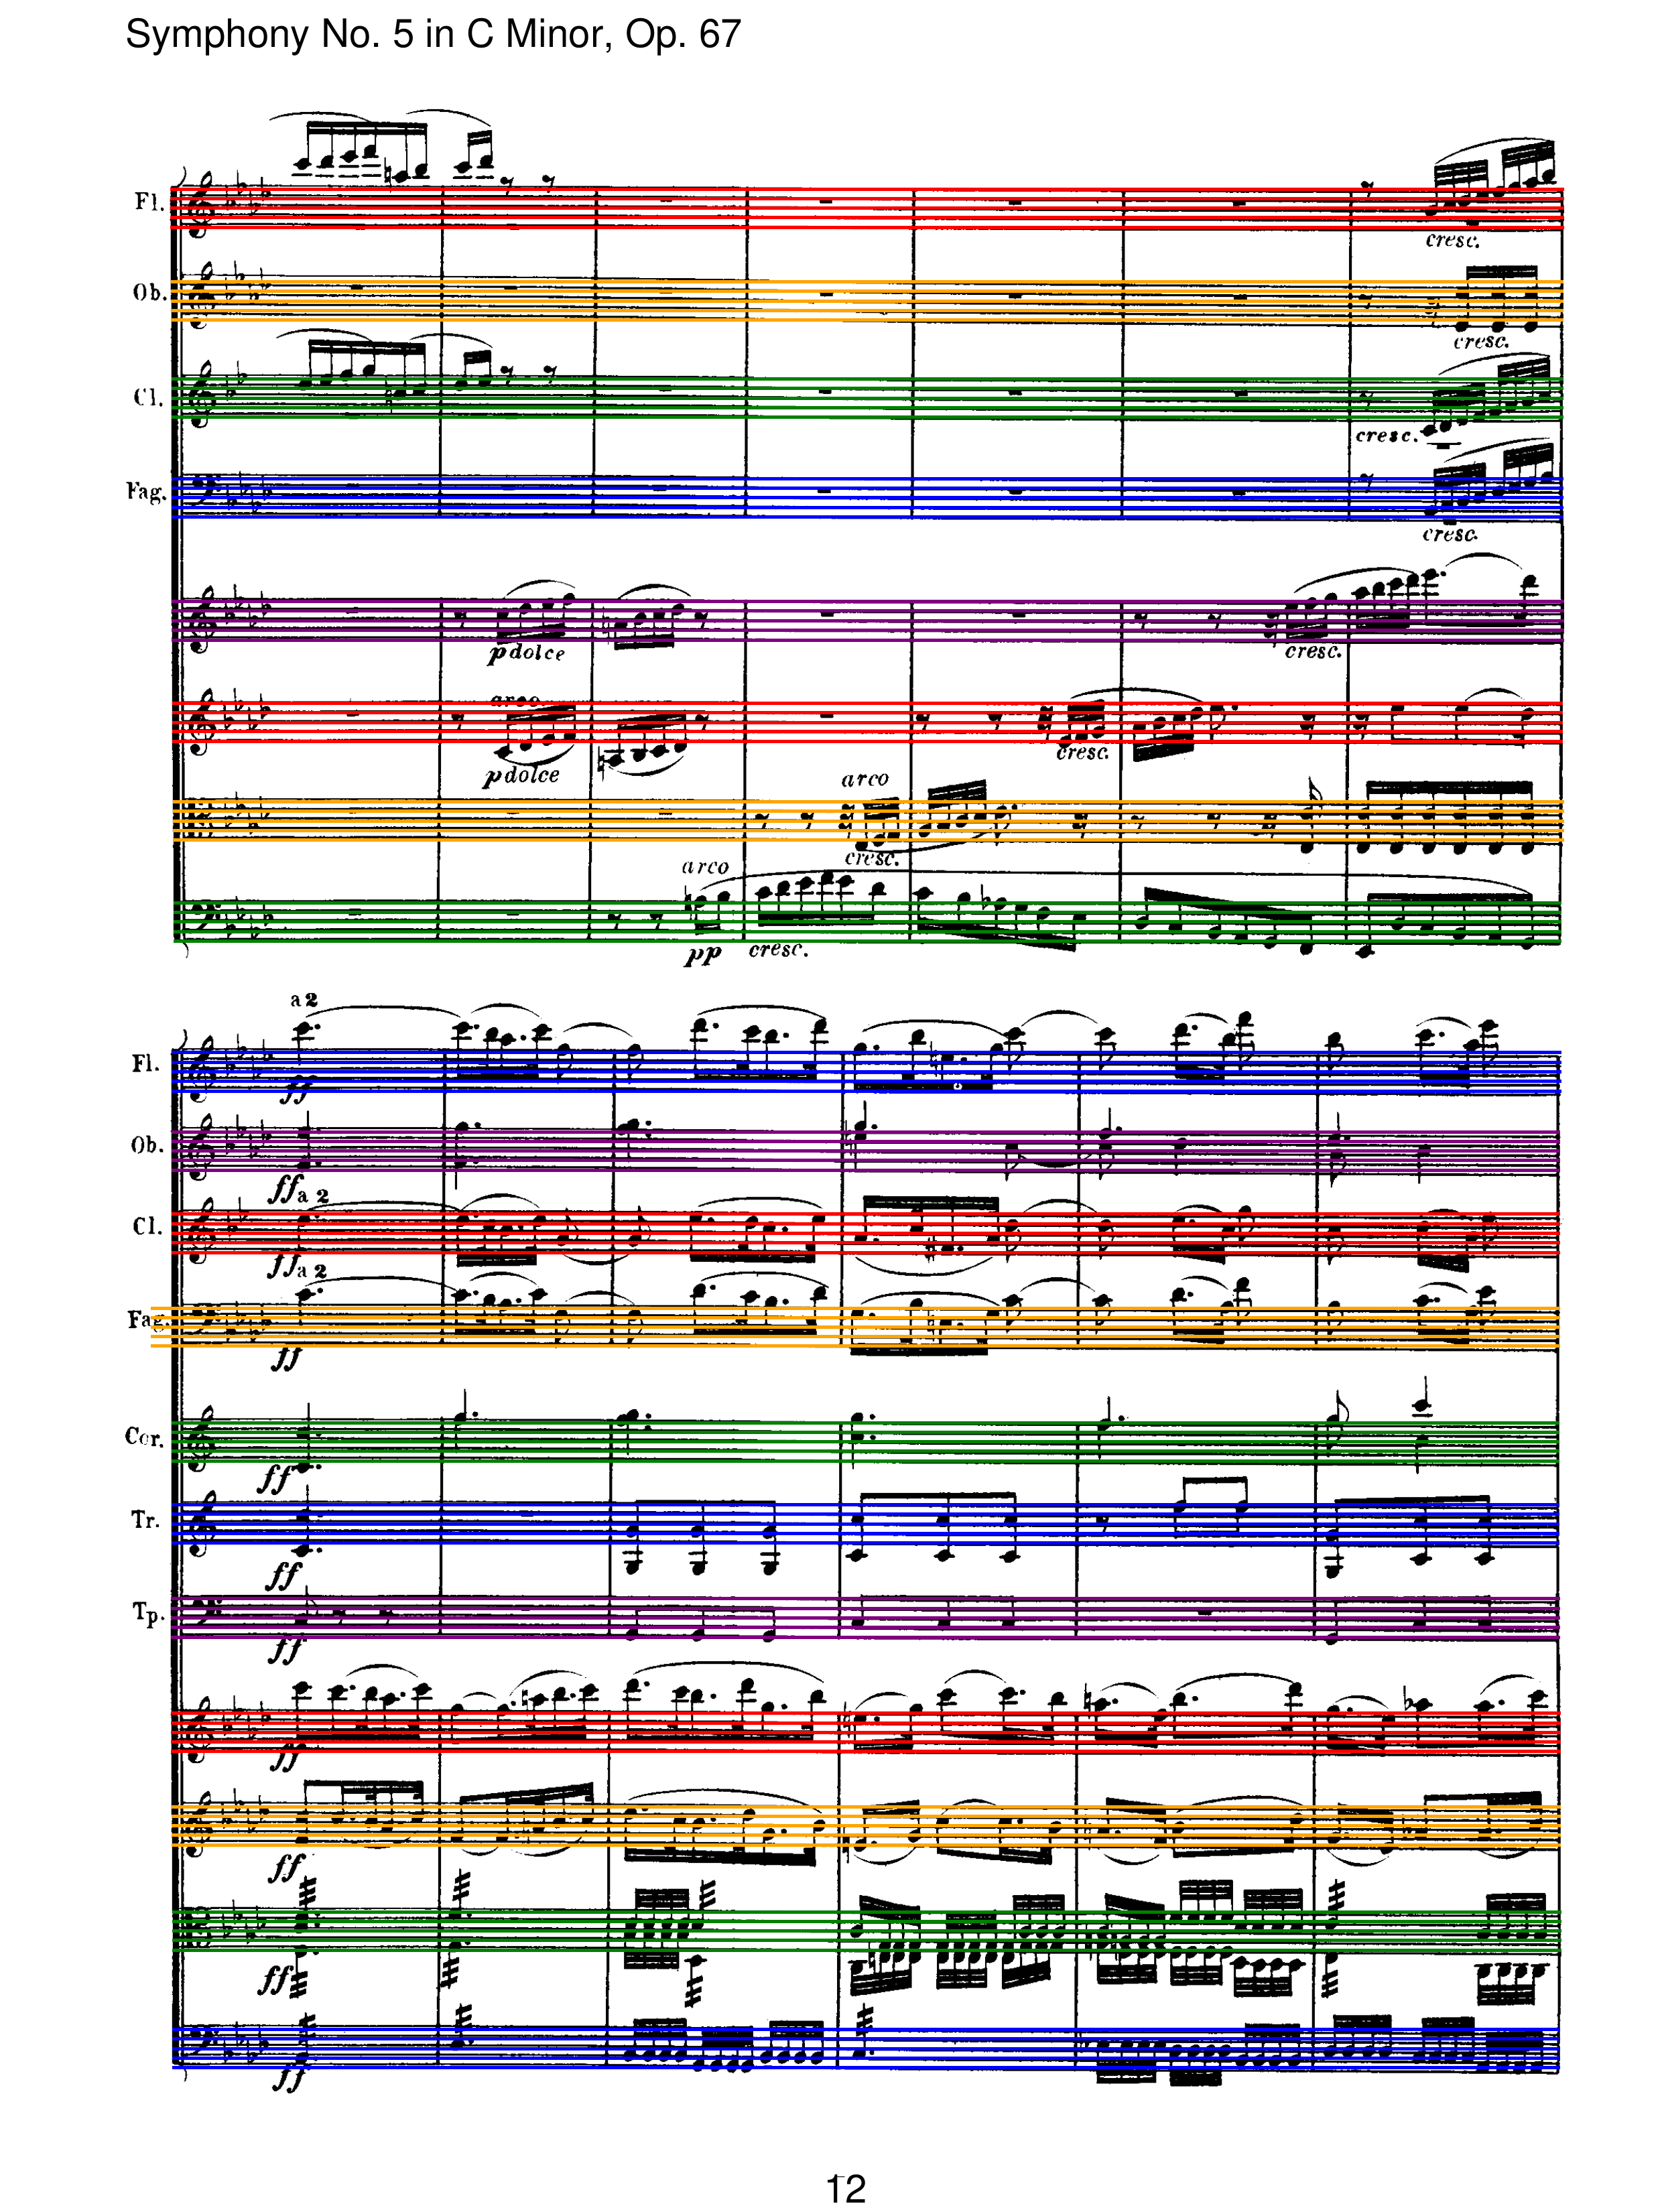 Symphony No. 5 in C Minor, Op. 67
Fl.
cresc.
Ob.
cresc.
Cl.
cresc.
Fag.
cresc.
p dolce
cresc.
arco
p dolce
cresc.
arco
cresc.
arco
pp cresc.
a 2
Fl.
ff
Ob.
ff a 2
Cl.
ff a 2
Fag.
ff
Cor.
ff
Tr.
ff
Tp.
ff
ff
ff
ff
ff
12